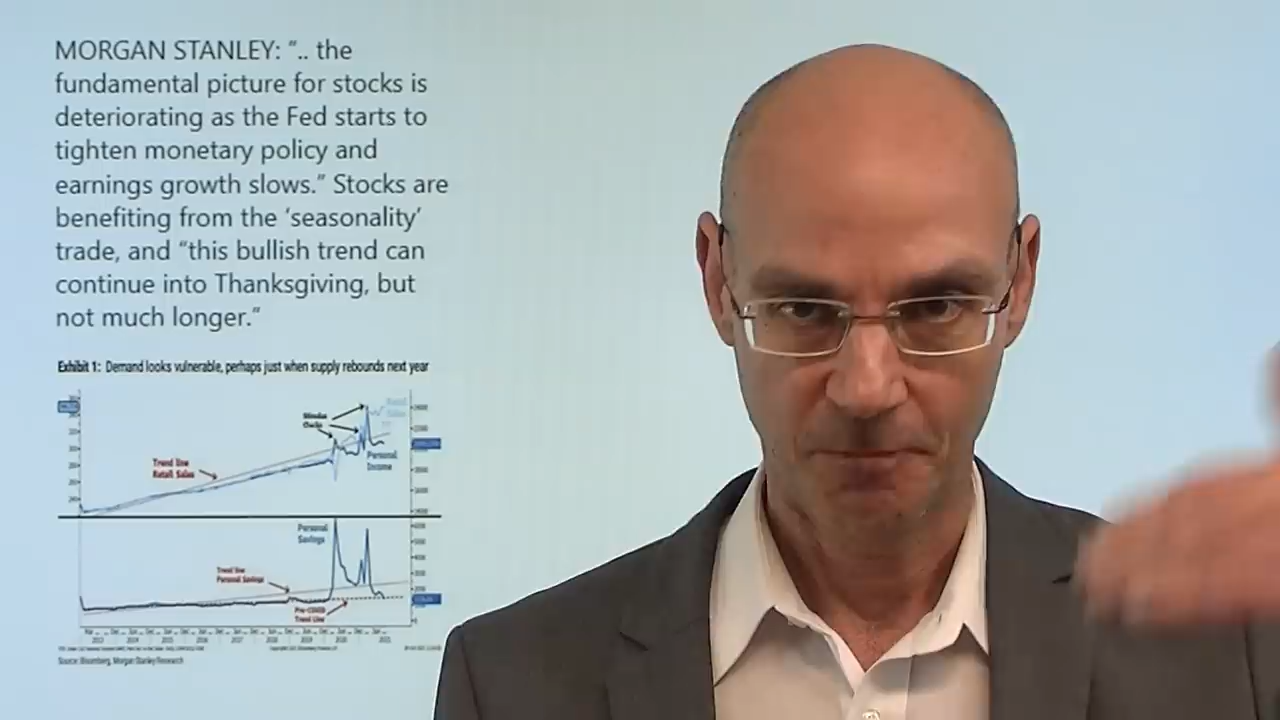 MORGAN STANLEY: “.. the
fundamental picture for stocks is
deteriorating as the Fed starts to
tighten monetary policy and
earnings growth slows.” Stocks are
benefiting from the ‘seasonality’
trade, and “this bullish trend can
continue into Thanksgiving, but
not much longer.”
Exhibit 1: Demand looks vulnerable, perhaps just when supply rebounds next year
Stimulus
Checks
Retail
Sales
Trend line
Retail Sales
Personal
Income
Personal
Savings
Trend line
Personal Savings
Pre-COVID
Trend Line
Source: Bloomberg, Morgan Stanley Research